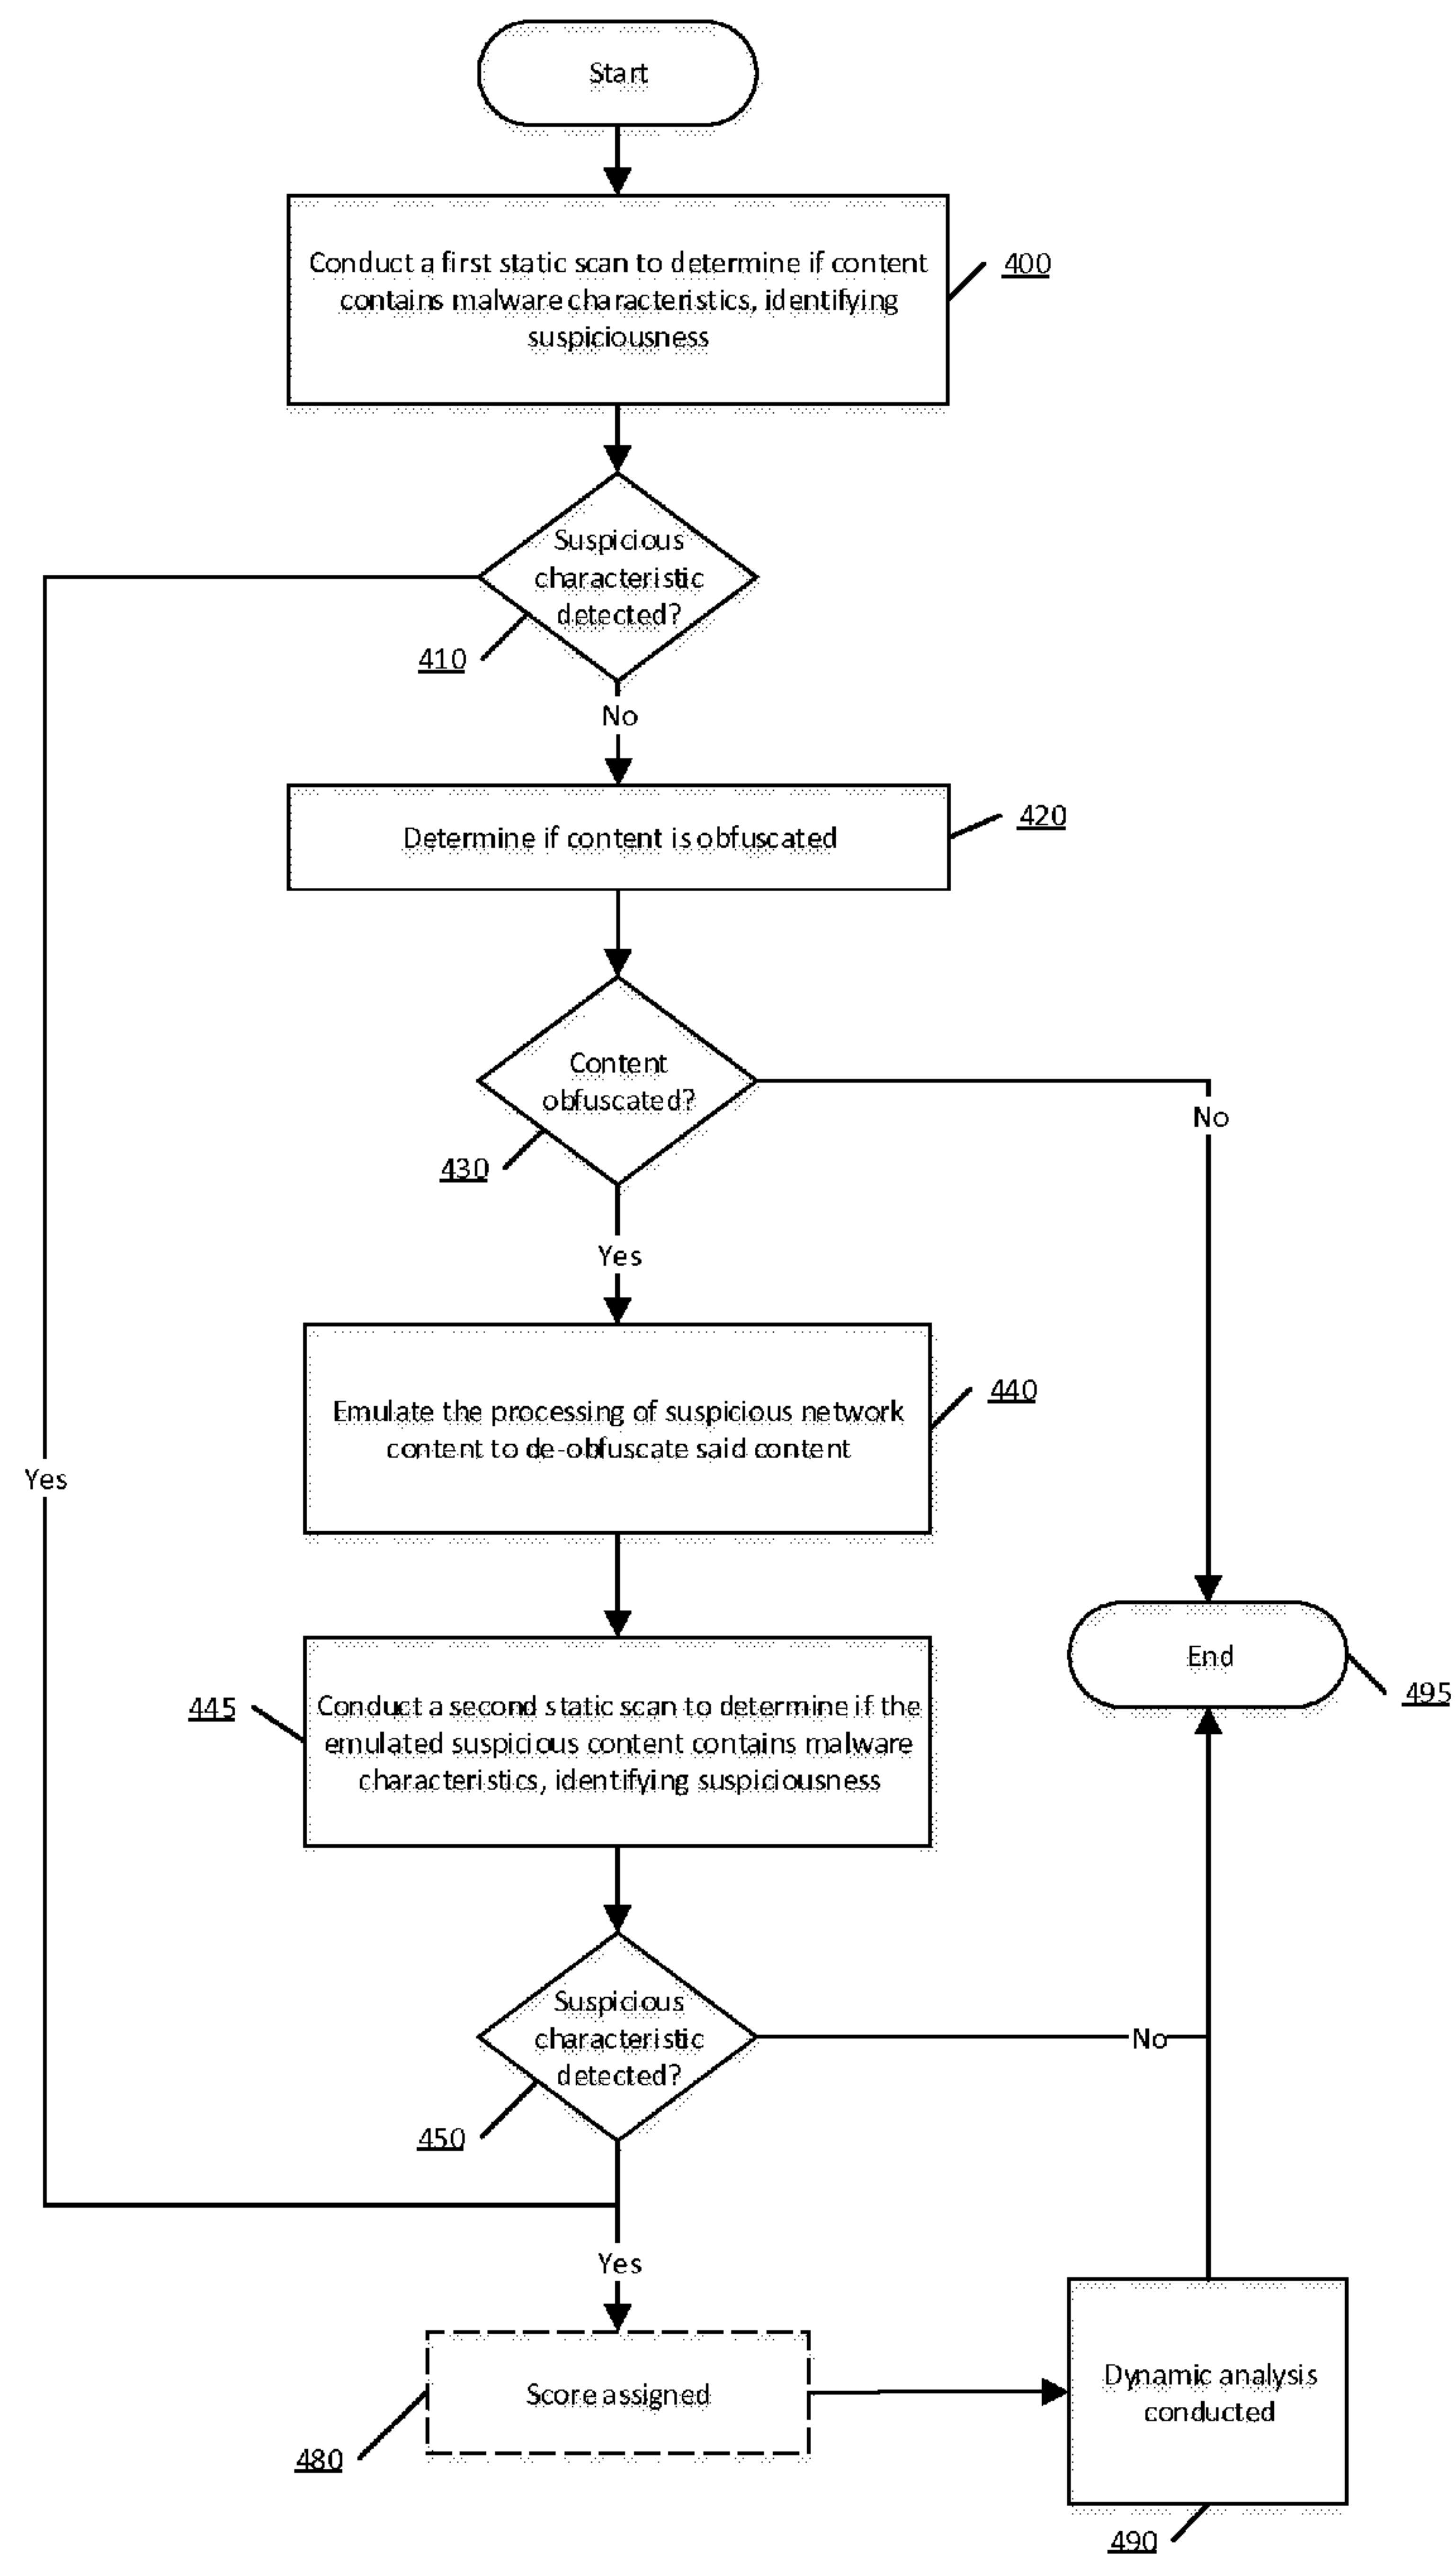 Start
Conduct a first static scan to determine if content
contains malware characteristics, identifying
suspiciousness
400
Suspicious
characteristic
detected?
410
No
Determine if content is obfuscated
420
Content
obfuscated?
430
No
Yes
Emulate the processing of suspicious network
content to de-obfuscate said content
440
Yes
End
495
Conduct a second static scan to determine if the
emulated suspicious content contains malware
characteristics, identifying suspiciousness
445
Suspicious
characteristic
detected?
450
No
Yes
Score assigned
480
Dynamic analysis
conducted
490